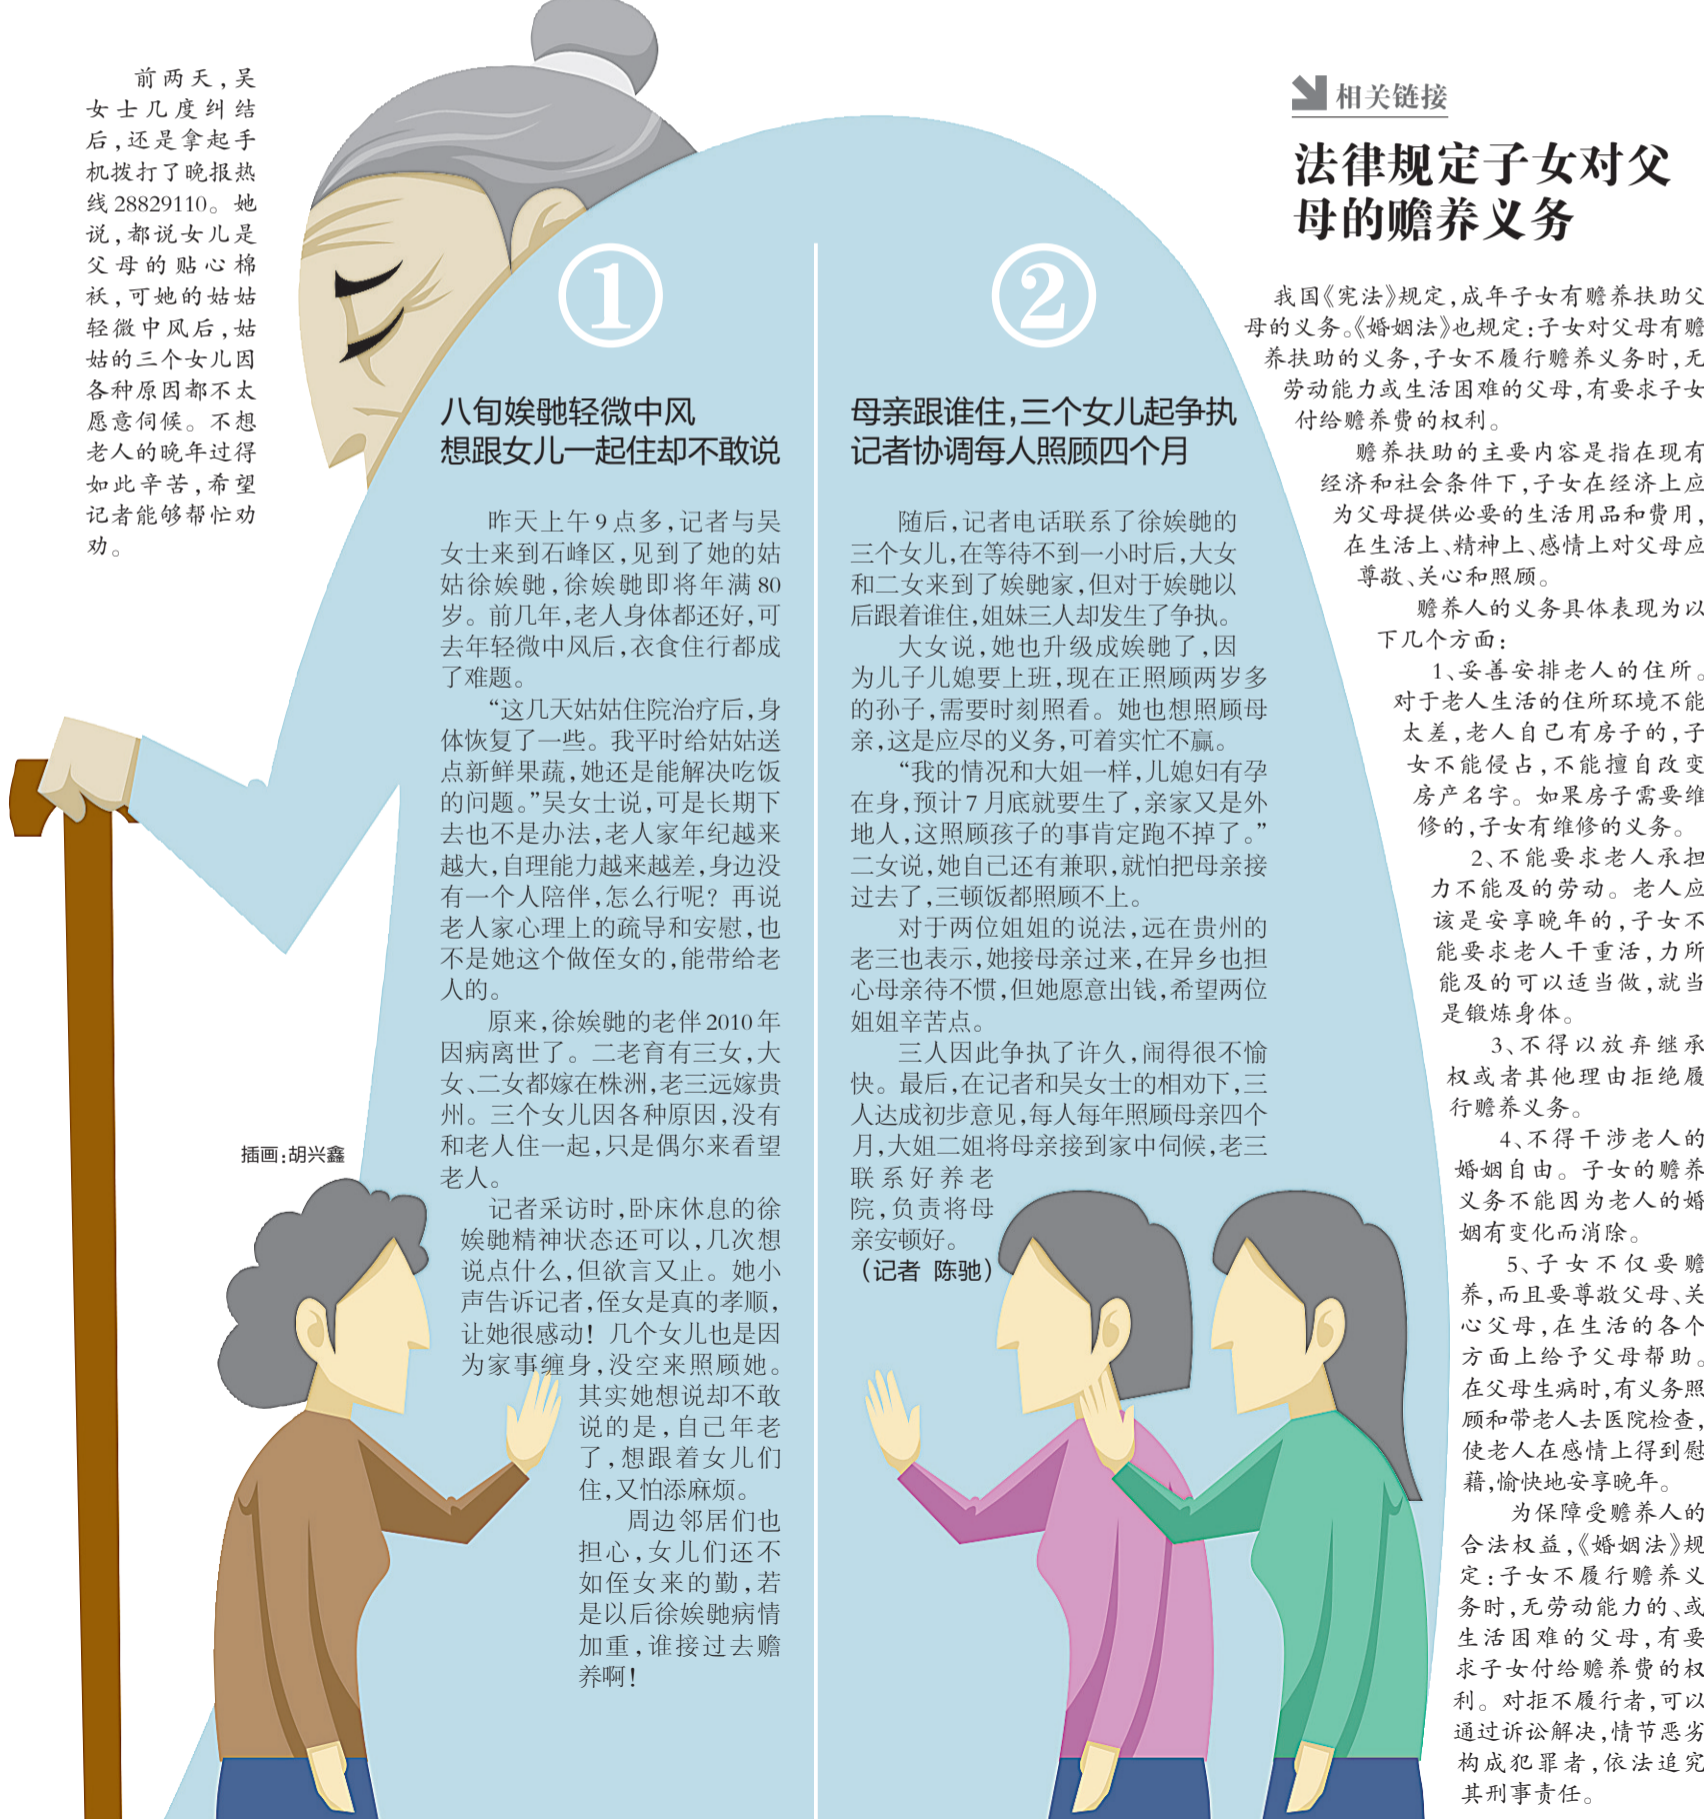 前两天，吴
女士几度纠结
后，还是拿起手
机拨打了晚报热
线28829110。她
说，都说女儿是
父母的贴心棉
袄，可她的姑姑
轻微中风后，姑
姑的三个女儿因
各种原因都不太
愿意伺候。不想
老人的晚年过得
如此辛苦，希望
记者能够帮忙劝
劝。
①
八旬娭毑轻微中风
想跟女儿一起住却不敢说
昨天上午9点多，记者与吴
女士来到石峰区，见到了她的姑
姑徐娭毑，徐娭毑即将年满80
岁。前几年，老人身体都还好，可
去年轻微中风后，衣食住行都成
了难题。
“这几天姑姑住院治疗后，身
体恢复了一些。我平时给姑姑送
点新鲜果蔬，她还是能解决吃饭
的问题。”吴女士说，可是长期下
去也不是办法，老人家年纪越来
越大，自理能力越来越差，身边没
有一个人陪伴，怎么行呢？再说
老人家心理上的疏导和安慰，也
不是她这个做侄女的，能带给老
人的。
原来，徐娭毑的老伴2010年
因病离世了。二老育有三女，大
女、二女都嫁在株洲，老三远嫁贵
州。三个女儿因各种原因，没有
和老人住一起，只是偶尔来看望
老人。
记者采访时，卧床休息的徐
娭毑精神状态还可以，几次想
说点什么，但欲言又止。她小
声告诉记者，侄女是真的孝顺，
让她很感动！几个女儿也是因
为家事缠身，没空来照顾她。
其实她想说却不敢
说的是，自己年老
了，想跟着女儿们
住，又怕添麻烦。
周边邻居们也
担心，女儿们还不
如侄女来的勤，若
是以后徐娭毑病情
加重，谁接过去赡
养啊！
插画：胡兴鑫
②
母亲跟谁住，三个女儿起争执
记者协调每人照顾四个月
随后，记者电话联系了徐娭毑的
三个女儿，在等待不到一小时后，大女
和二女来到了娭毑家，但对于娭毑以
后跟着谁住，姐妹三人却发生了争执。
大女说，她也升级成娭毑了，因
为儿子儿媳要上班，现在正照顾两岁多
的孙子，需要时刻照看。她也想照顾母
亲，这是应尽的义务，可着实忙不赢。
“我的情况和大姐一样，儿媳妇有孕
在身，预计7月底就要生了，亲家又是外
地人，这照顾孩子的事肯定跑不掉了。”
二女说，她自己还有兼职，就怕把母亲接
过去了，三顿饭都照顾不上。
对于两位姐姐的说法，远在贵州的
老三也表示，她接母亲过来，在异乡也担
心母亲待不惯，但她愿意出钱，希望两位
姐姐辛苦点。
三人因此争执了许久，闹得很不愉
快。最后，在记者和吴女士的相劝下，三
人达成初步意见，每人每年照顾母亲四个
月，大姐二姐将母亲接到家中伺候，老三
联系好养老
院，负责将母
亲安顿好。
（记者 陈驰）
相关链接
法律规定子女对父
母的赡养义务
我国《宪法》规定，成年子女有赡养扶助父
母的义务。《婚姻法》也规定：子女对父母有赡
养扶助的义务，子女不履行赡养义务时，无
劳动能力或生活困难的父母，有要求子女
付给赡养费的权利。
赡养扶助的主要内容是指在现有
经济和社会条件下，子女在经济上应
为父母提供必要的生活用品和费用，
在生活上、精神上、感情上对父母应
尊敬、关心和照顾。
赡养人的义务具体表现为以
下几个方面：
1、妥善安排老人的住所。
对于老人生活的住所环境不能
太差，老人自己有房子的，子
女不能侵占，不能擅自改变
房产名字。如果房子需要维
修的，子女有维修的义务。
2、不能要求老人承担
力不能及的劳动。老人应
该是安享晚年的，子女不
能要求老人干重活，力所
能及的可以适当做，就当
是锻炼身体。
3、不得以放弃继承
权或者其他理由拒绝履
行赡养义务。
4、不得干涉老人的
婚姻自由。子女的赡养
义务不能因为老人的婚
姻有变化而消除。
5、子女不仅要赡
养，而且要尊敬父母、关
心父母，在生活的各个
方面上给予父母帮助。
在父母生病时，有义务照
顾和带老人去医院检查，
使老人在感情上得到慰
藉，愉快地安享晚年。
为保障受赡养人的
合法权益，《婚姻法》规
定：子女不履行赡养义
务时，无劳动能力的、或
生活困难的父母，有要
求子女付给赡养费的权
利。对拒不履行者，可以
通过诉讼解决，情节恶劣
构成犯罪者，依法追究
其刑事责任。